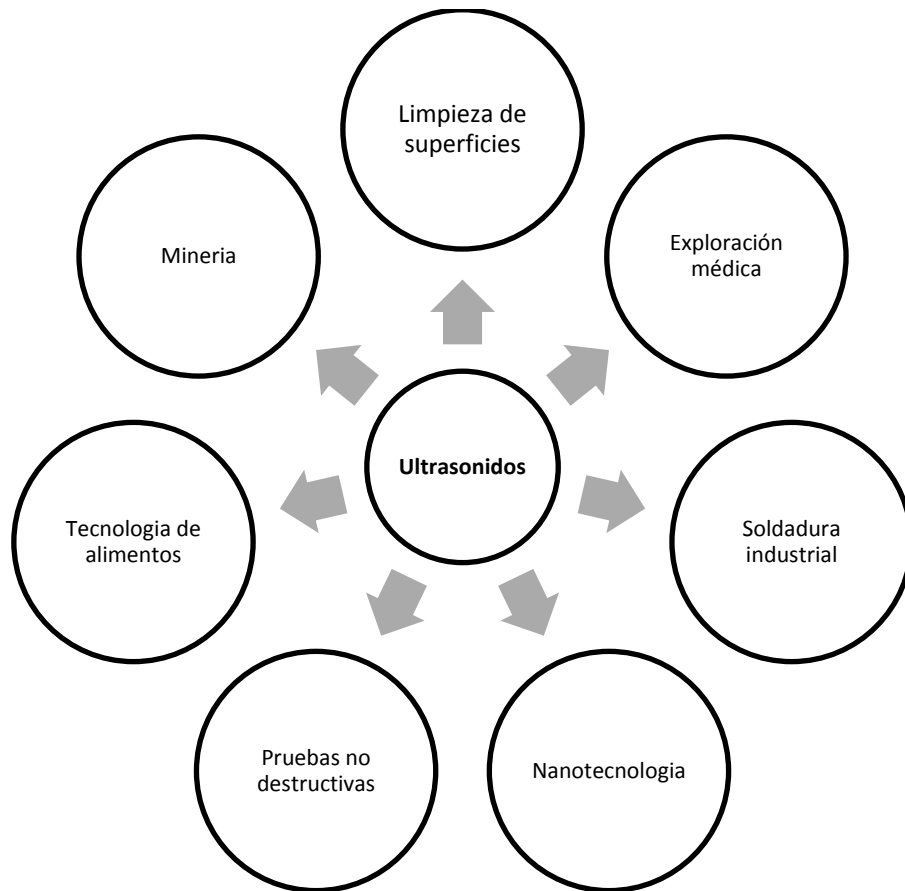 Limpieza de
superficies
Exploración
médica
Soldadura
industrial
Nanotecnologia
Pruebas no
destructivas
Tecnologia de
alimentos
Mineria
Ultrasonidos